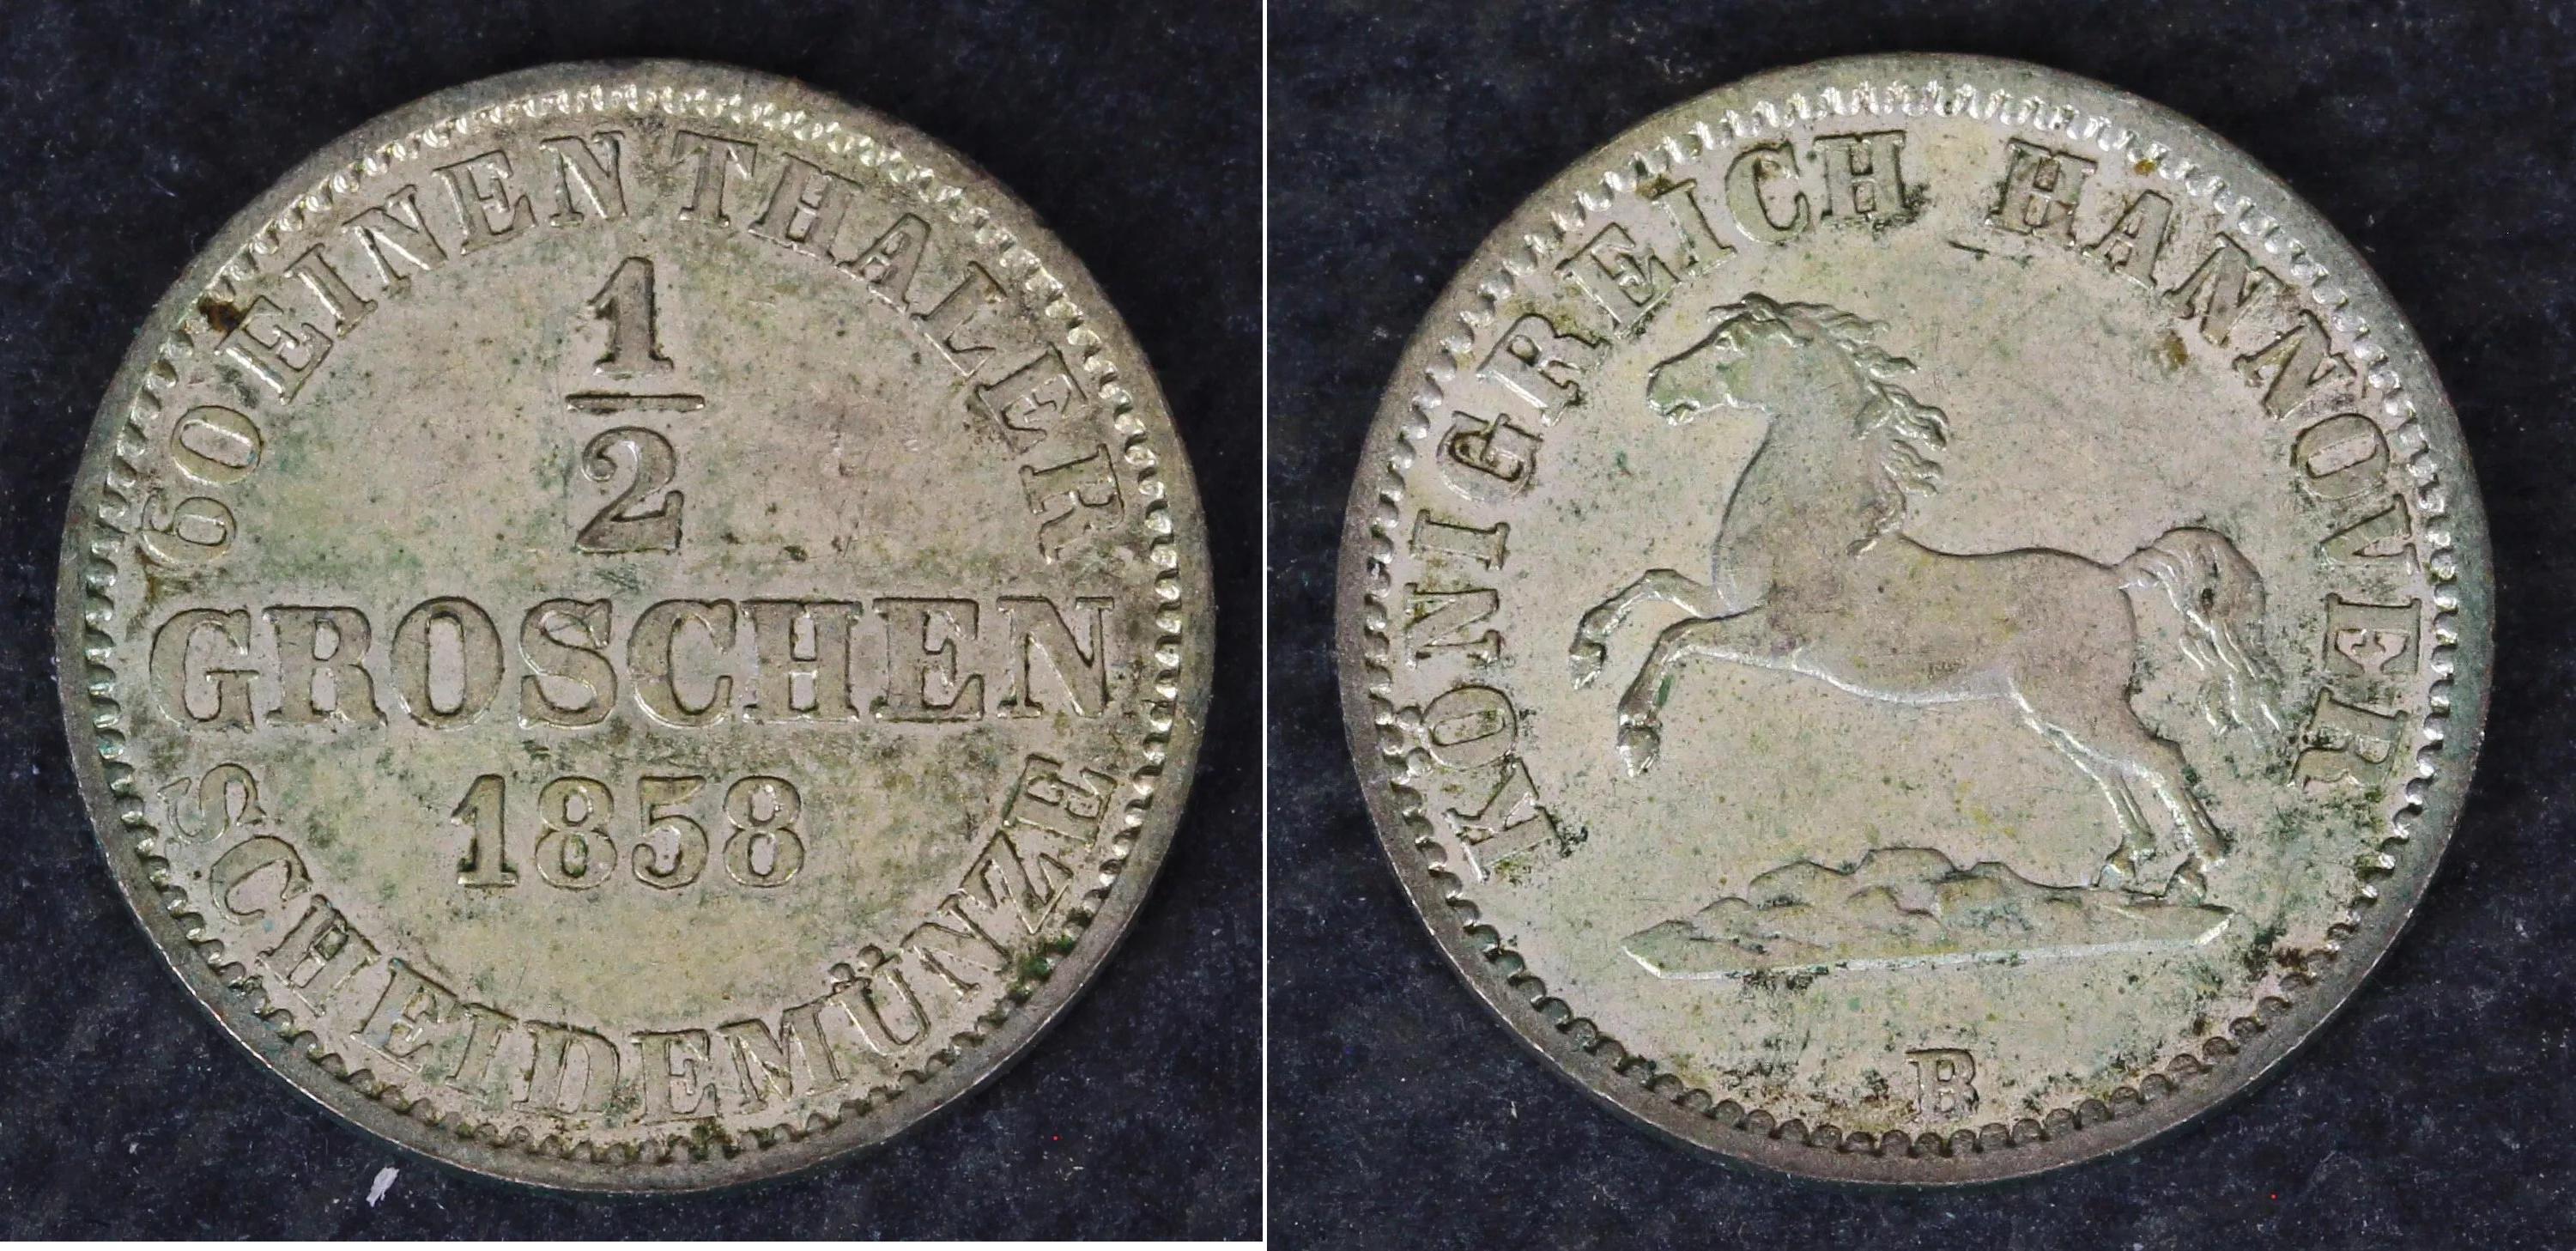 60 EINEN THALER
1
2
GROSCHEN
1858
SCHEIDEMÜNZE
KÖNIGREICH HANNOVER
B